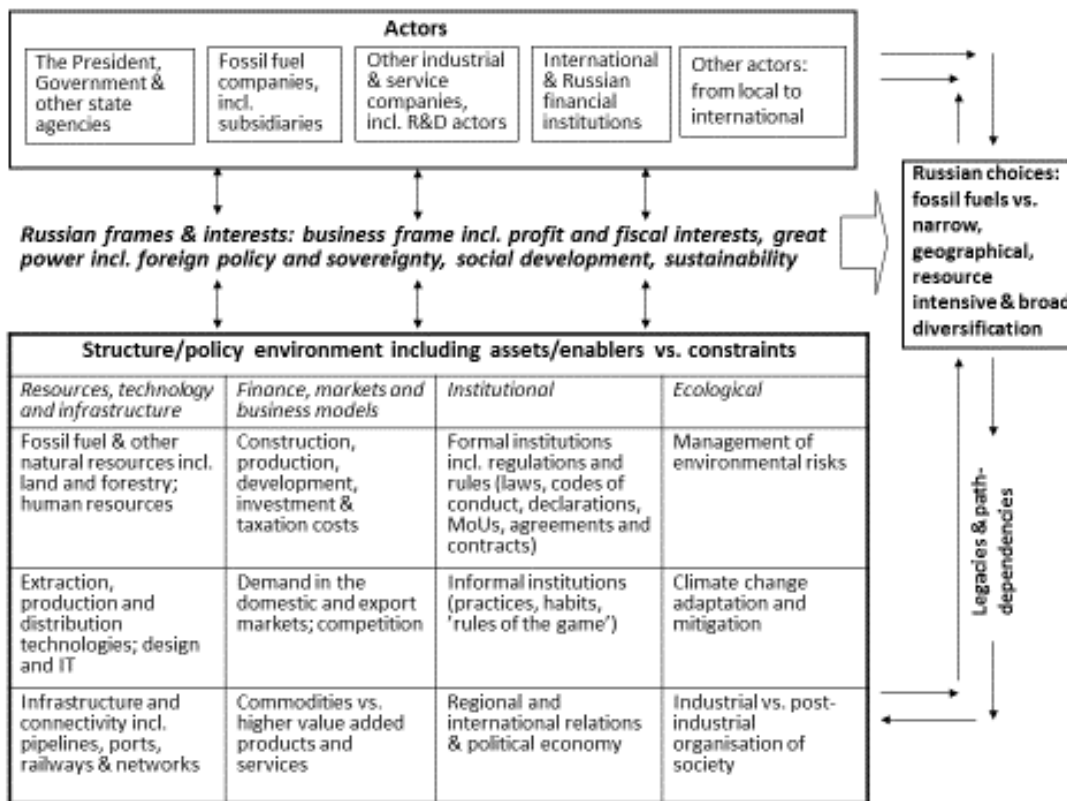 Actors
The President,
Government &
other state
agencies
Fossil fuel
companies,
incl.
subsidiaries
Other industrial
& service
companies,
incl. R&D actors
International
& Russian
financial
institutions
Other actors:
from local to
international
Russian frames & interests: business frame incl. profit and fiscal interests, great
power incl. foreign policy and sovereignty, social development, sustainability
Russian choices:
fossil fuels vs.
narrow,
geographical,
resource
intensive & broad
diversification
Structure/policy environment including assets/enablers vs. constraints
Resources, technology
and infrastructure
Finance, markets and
business models
Institutional
Ecological
Fossil fuel & other
natural resources incl.
land and forestry;
human resources
Construction,
production,
development,
investment &
taxation costs
Formal institutions
incl. regulations and
rules (laws, codes of
conduct, declarations,
MoUs, agreements and
contracts)
Management of
environmental risks
Extraction,
production and
distribution
technologies; design
and IT
Demand in the
domestic and export
markets; competition
Informal institutions
(practices, habits,
'rules of the game')
Climate change
adaptation and
mitigation
Infrastructure and
connectivity incl.
pipelines, ports,
railways & networks
Commodities vs.
higher value added
products and
services
Regional and
international relations
& political economy
Industrial vs. post-
industrial
organisation of
society
Legacies & path-
dependencies